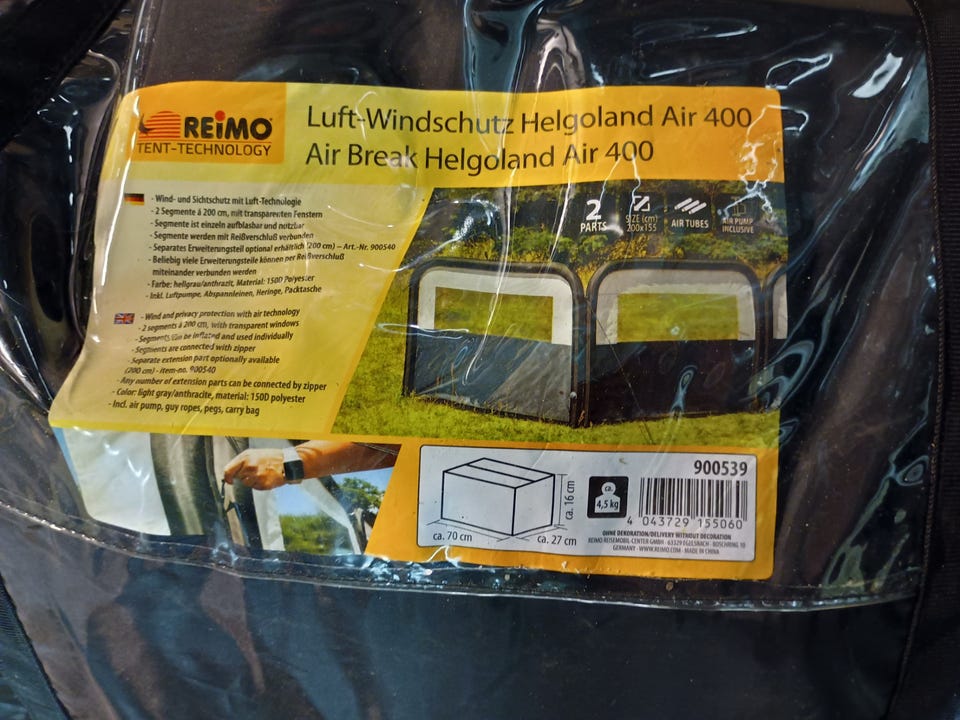 REiMO
TENT-TECHNOLOGY
Luft-Windschutz Helgoland Air 400
Air Break Helgoland Air 400
- Wind- und Sichtschutz mit Luft-Technologie
- 2 Segmente á 200 cm, mit transparenten Fenstern
- Segmente ist einzeln aufblasbar und nutzbar
- Segmente werden mit Reißverschluß verbunden
- Separates Erweiterungsteil optional erhältlich (200 cm) – Art.-Nr. 900540
- Beliebig viele Erweiterungsteile können per Reißverschluß
miteinander verbunden werden
- Farbe: hellgrau/anthrazit, Material: 150D Polyester
- Inkl. Luftpumpe, Abspannleinen, Heringe, Packtasche
- Wind and privacy protection with air technology
- 2 segments á 200 cm, with transparent windows
- Segments can be inflated and used individually
- Segments are connected with zipper
- Separate extension part optionally available
(200 cm) - item-no. 900540
- Any number of extension parts can be connected by zipper
- Color: light gray/anthracite, material: 150D polyester
- Incl. air pump, guy ropes, pegs, carry bag
2
PARTS
SIZE (cm)
200x155
AIR TUBES
AIR PUMP
INCLUSIVE
900539
ca. 16 cm
ca. 70 cm
ca. 27 cm
ca.
4,5 kg
4 043729 155060
OHNE DEKORATION/DELIVERY WITHOUT DECORATION
REIMO REISEMOBIL CENTER GMBH · 63329 EGELSBACH · BOSCHRING 10
GERMANY · WWW.REIMO.COM · MADE IN CHINA